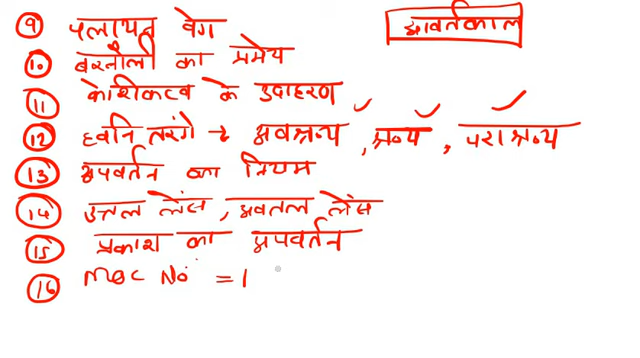 9 पलायन वेग
आवर्तकाल
10. बरनौली का प्रमेय
11 केशिकत्व के उदाहरण
12 ध्वनि तरंगे → अवश्रव्य, श्रव्य, पराश्रव्य
13 अपवर्तन का नियम
14 उत्तल लेंस, अवतल लेंस
15 प्रकाश का अपवर्तन
16 MBC No = 1